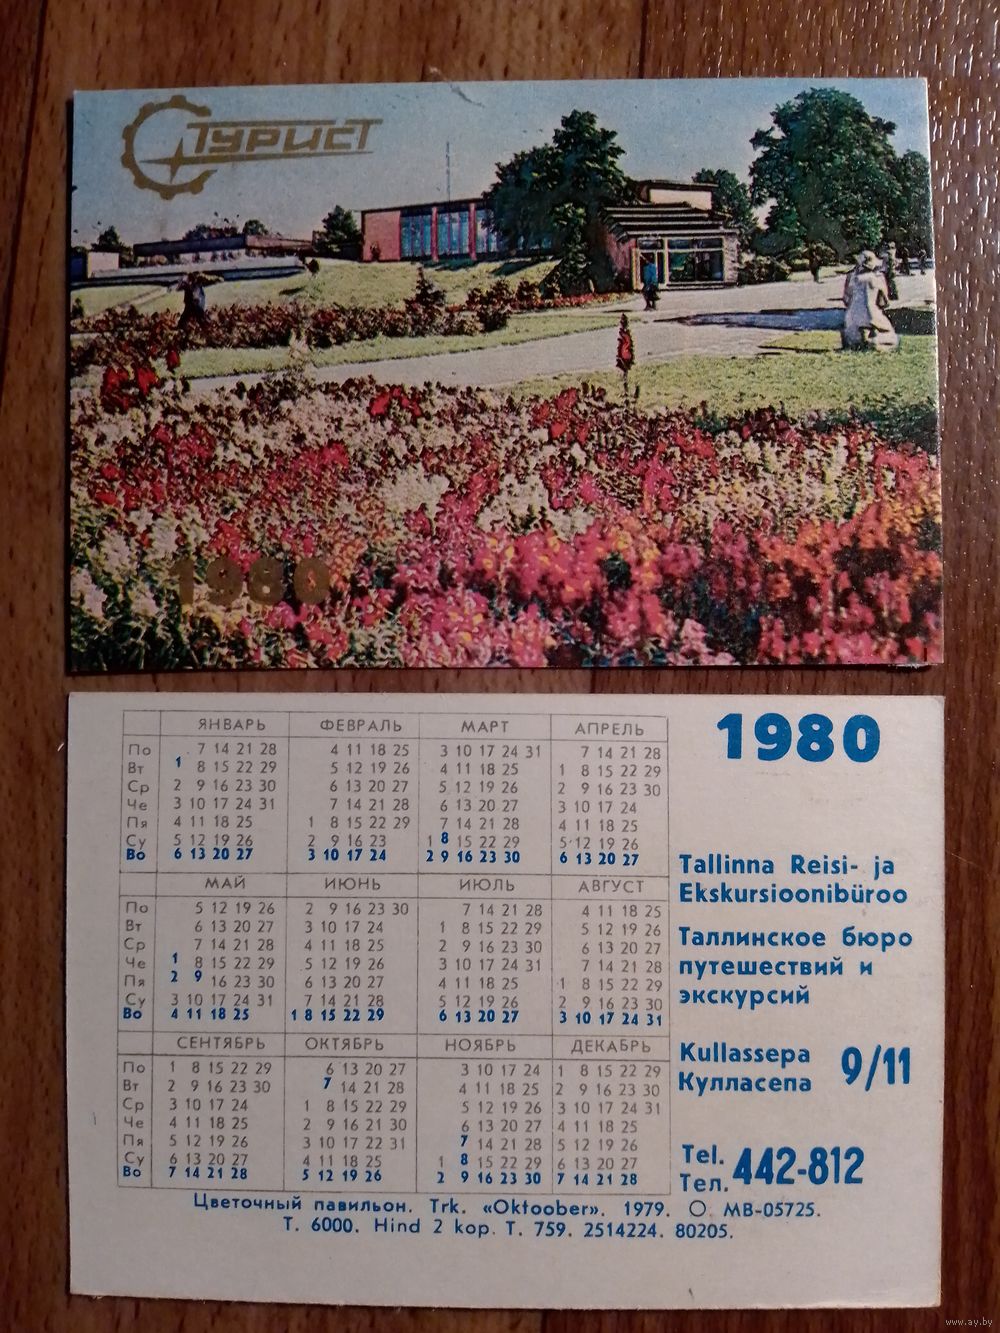 ТУРИСТ
1980
1980
ЯНВАРЬ ФЕВРАЛЬ МАРТ АПРЕЛЬ
По 7 14 21 28 4 11 18 25 3 10 17 24 31 7 14 21 28
Вт 1 8 15 22 29 5 12 19 26 4 11 18 25 1 8 15 22 29
Ср 2 9 16 23 30 6 13 20 27 5 12 19 26 2 9 16 23 30
Че 3 10 17 24 31 7 14 21 28 6 13 20 27 3 10 17 24
Пя 4 11 18 25 1 8 15 22 29 7 14 21 28 4 11 18 25
Су 5 12 19 26 2 9 16 23 1 8 15 22 29 5 12 19 26
Во 6 13 20 27 3 10 17 24 2 9 16 23 30 6 13 20 27
МАЙ ИЮНЬ ИЮЛЬ АВГУСТ
По 5 12 19 26 2 9 16 23 30 7 14 21 28 4 11 18 25
Вт 6 13 20 27 3 10 17 24 1 8 15 22 29 5 12 19 26
Ср 7 14 21 28 4 11 18 25 2 9 16 23 30 6 13 20 27
Че 1 8 15 22 29 5 12 19 26 3 10 17 24 31 7 14 21 28
Пя 2 9 16 23 30 6 13 20 27 4 11 18 25 1 8 15 22 29
Су 3 10 17 24 31 7 14 21 28 5 12 19 26 2 9 16 23 30
Во 4 11 18 25 1 8 15 22 29 6 13 20 27 3 10 17 24 31
СЕНТЯБРЬ ОКТЯБРЬ НОЯБРЬ ДЕКАБРЬ
По 1 8 15 22 29 6 13 20 27 3 10 17 24 1 8 15 22 29
Вт 2 9 16 23 30 7 14 21 28 4 11 18 25 2 9 16 23 30
Ср 3 10 17 24 1 8 15 22 29 5 12 19 26 3 10 17 24 31
Че 4 11 18 25 2 9 16 21 30 6 13 20 27 4 11 18 25
Пя 5 12 19 26 3 10 17 22 31 7 14 21 28 5 12 19 26
Су 6 13 20 27 4 11 18 25 1 8 15 22 29 6 13 20 27
Во 7 14 21 28 5 12 19 26 2 9 16 23 30 7 14 21 28
Tallinna Reisi- ja
Ekskursioonibüroo
Таллинское бюро
путешествий и
экскурсий
Kullassepa 9/11
Кулласепа
Tel. 442-812
Тел.
Цветочный павильон. Trk. «Oktoober». 1979. О. МВ-05725.
Т. 6000. Hind 2 kop. Т. 759. 2514224. 80205.
www.ay.by